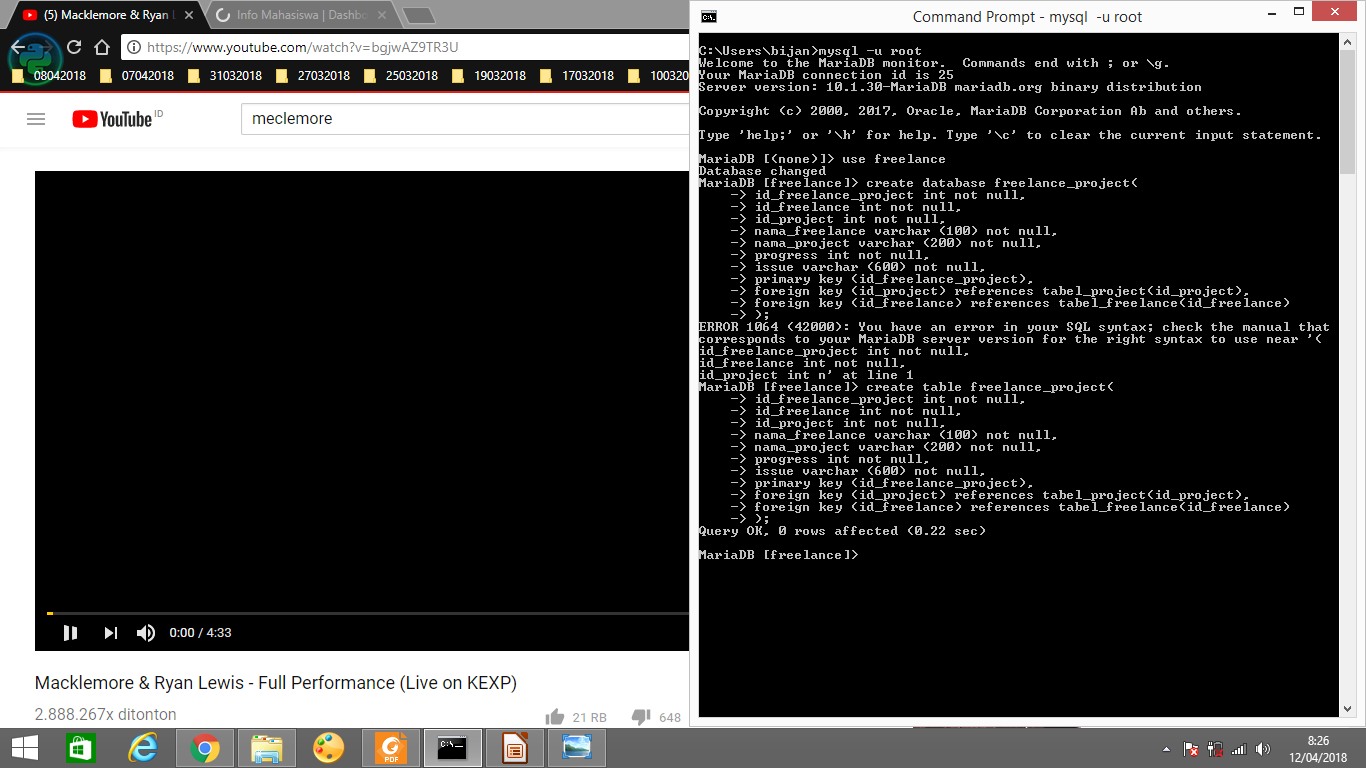 (5) Macklemore & Ryan L
Info Mahasiswa | Dashbo
https://www.youtube.com/watch?v=bgjwAZ9TR3U
08042018 07042018 31032018 27032018 25032018 19032018 17032018 100320
YouTube ID
meclemore
0:00 / 4:33
Macklemore & Ryan Lewis - Full Performance (Live on KEXP)
2.888.267x ditonton
21 RB 648
Command Prompt - mysql -u root
C:\Users\bijan>mysql -u root
Welcome to the MariaDB monitor.  Commands end with ; or \g.
Your MariaDB connection id is 25
Server version: 10.1.30-MariaDB mariadb.org binary distribution
Copyright (c) 2000, 2017, Oracle, MariaDB Corporation Ab and others.
Type 'help;' or '\h' for help. Type '\c' to clear the current input statement.
MariaDB [(none)]> use freelance
Database changed
MariaDB [freelance]> create database freelance_project(
    -> id_freelance_project int not null,
    -> id_freelance int not null,
    -> id_project int not null,
    -> nama_freelance varchar (100) not null,
    -> nama_project varchar (200) not null,
    -> progress int not null,
    -> issue varchar (600) not null,
    -> primary key (id_freelance_project),
    -> foreign key (id_project) references tabel_project(id_project),
    -> foreign key (id_freelance) references tabel_freelance(id_freelance)
    -> );
ERROR 1064 (42000): You have an error in your SQL syntax; check the manual that
corresponds to your MariaDB server version for the right syntax to use near '(
id_freelance_project int not null,
id_freelance int not null,
id_project int n' at line 1
MariaDB [freelance]> create table freelance_project(
    -> id_freelance_project int not null,
    -> id_freelance int not null,
    -> id_project int not null,
    -> nama_freelance varchar (100) not null,
    -> nama_project varchar (200) not null,
    -> progress int not null,
    -> issue varchar (600) not null,
    -> primary key (id_freelance_project),
    -> foreign key (id_project) references tabel_project(id_project),
    -> foreign key (id_freelance) references tabel_freelance(id_freelance)
    -> );
Query OK, 0 rows affected (0.22 sec)
MariaDB [freelance]>
C:\_
PDF
8:26
12/04/2018